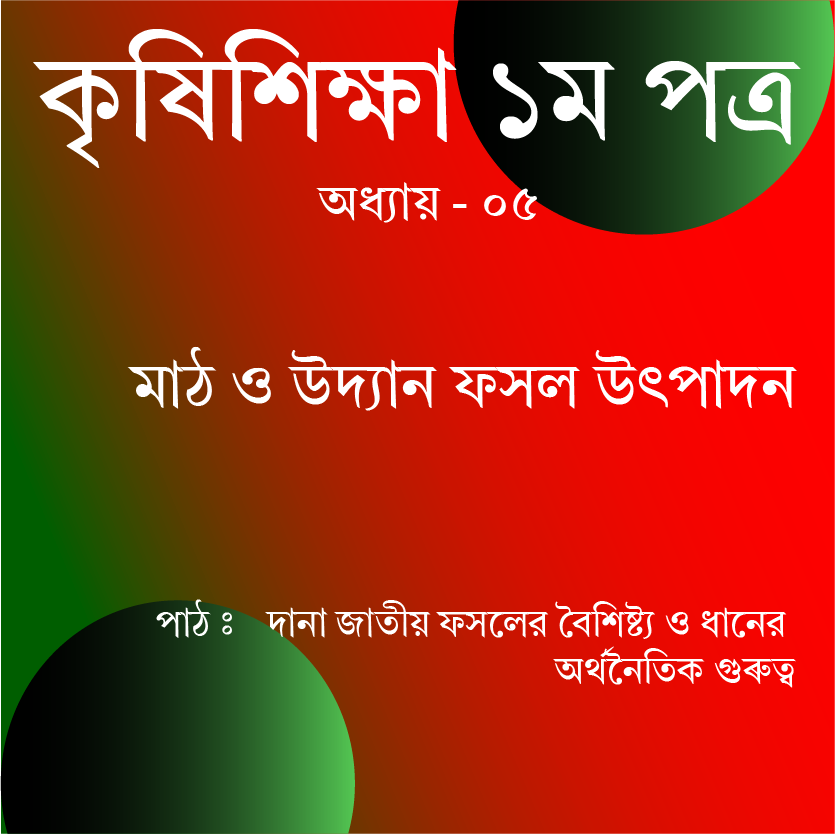 কৃষিশিক্ষা ১ম পত্র
অধ্যায় - ০৫
মাঠ ও উদ্যান ফসল উৎপাদন
পাঠ ঃ দানা জাতীয় ফসলের বৈশিষ্ট্য ও ধানের
অর্থনৈতিক গুরুত্ব